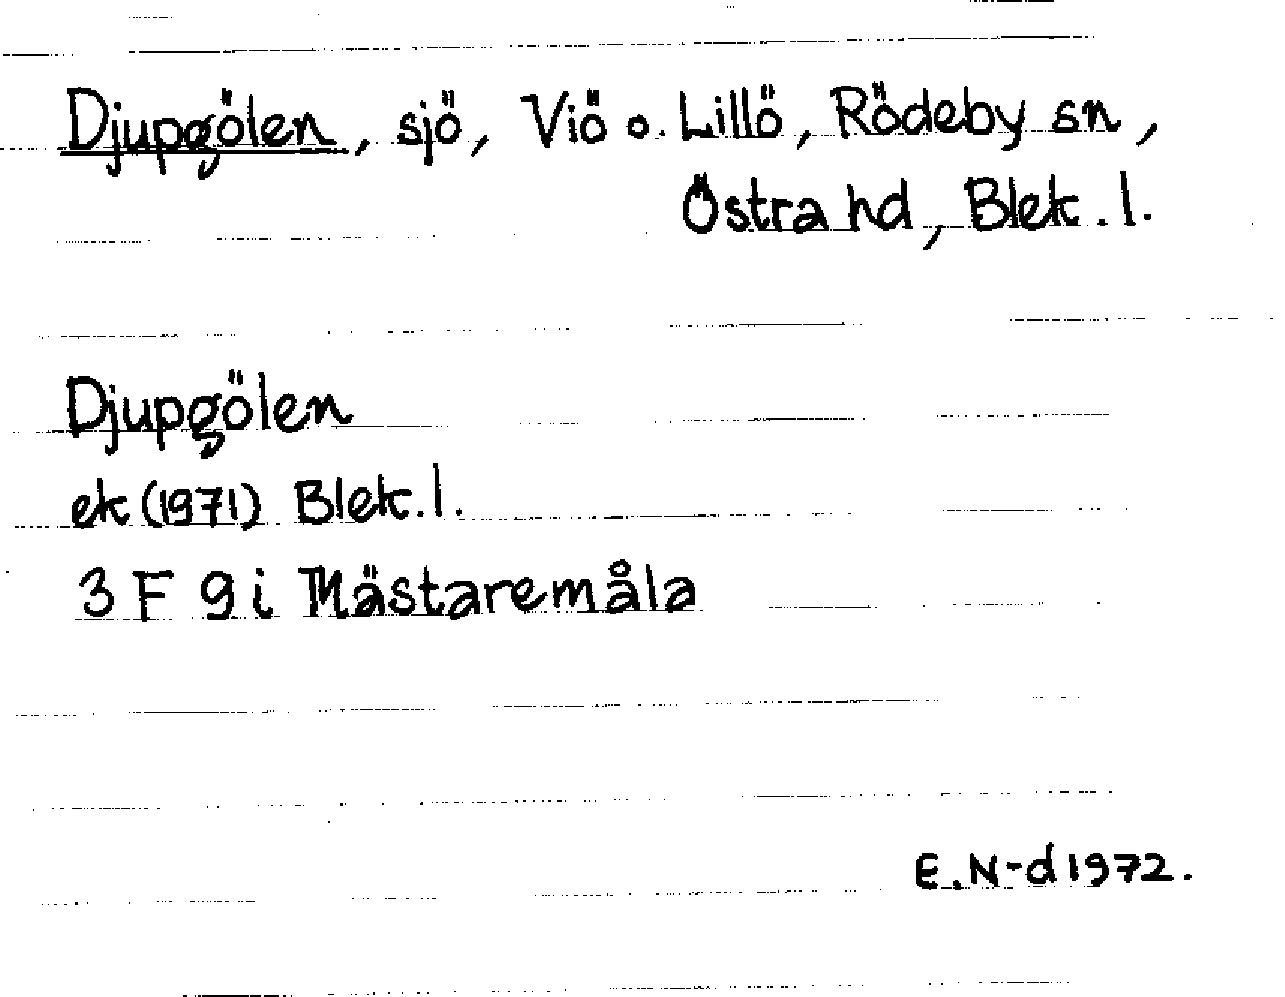 Djupgölen, sjö, Viö o. Lillö, Rödeby sn,
Östra hd, Blek. l.
Djupgölen
ek (1971) Blek. l.
3 F 9 i Mästaremåla
E. N-d 1972.